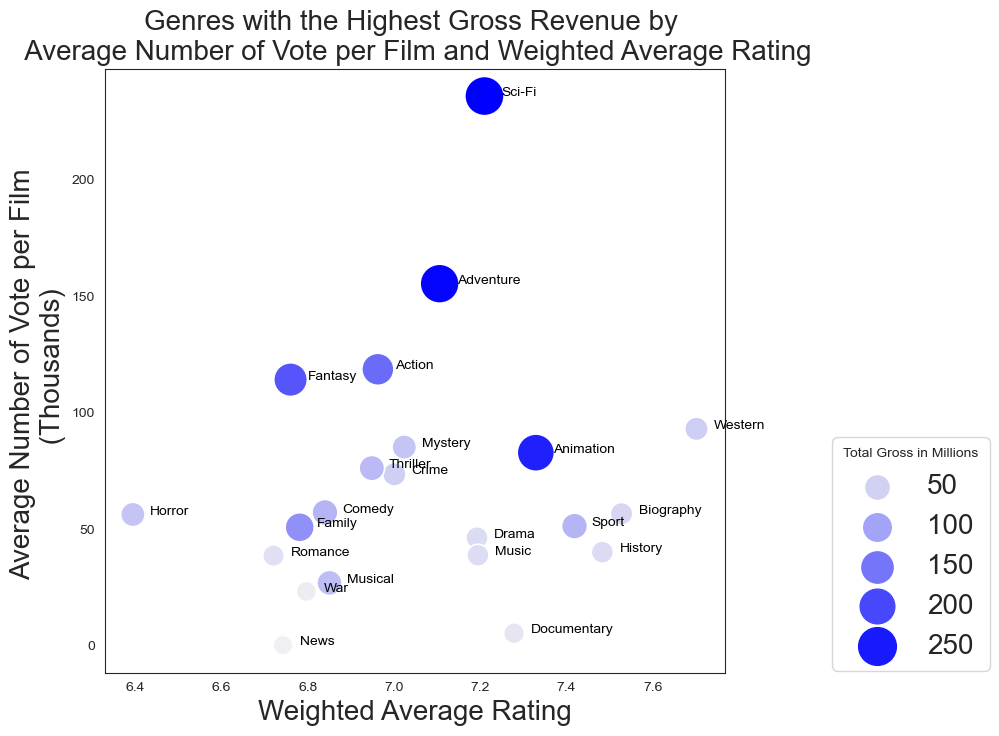 Genres with the Highest Gross Revenue by
Average Number of Vote per Film and Weighted Average Rating
Average Number of Vote per Film
(Thousands)
200
150
100
50
0
Sci-Fi
Adventure
Action
Fantasy
Western
Mystery
Animation
Thriller
Crime
Horror
Comedy
Family
Biography
Sport
Drama
Music
History
Romance
Musical
War
Documentary
News
6.4
6.6
6.8
7.0
7.2
7.4
7.6
Weighted Average Rating
Total Gross in Millions
50
100
150
200
250